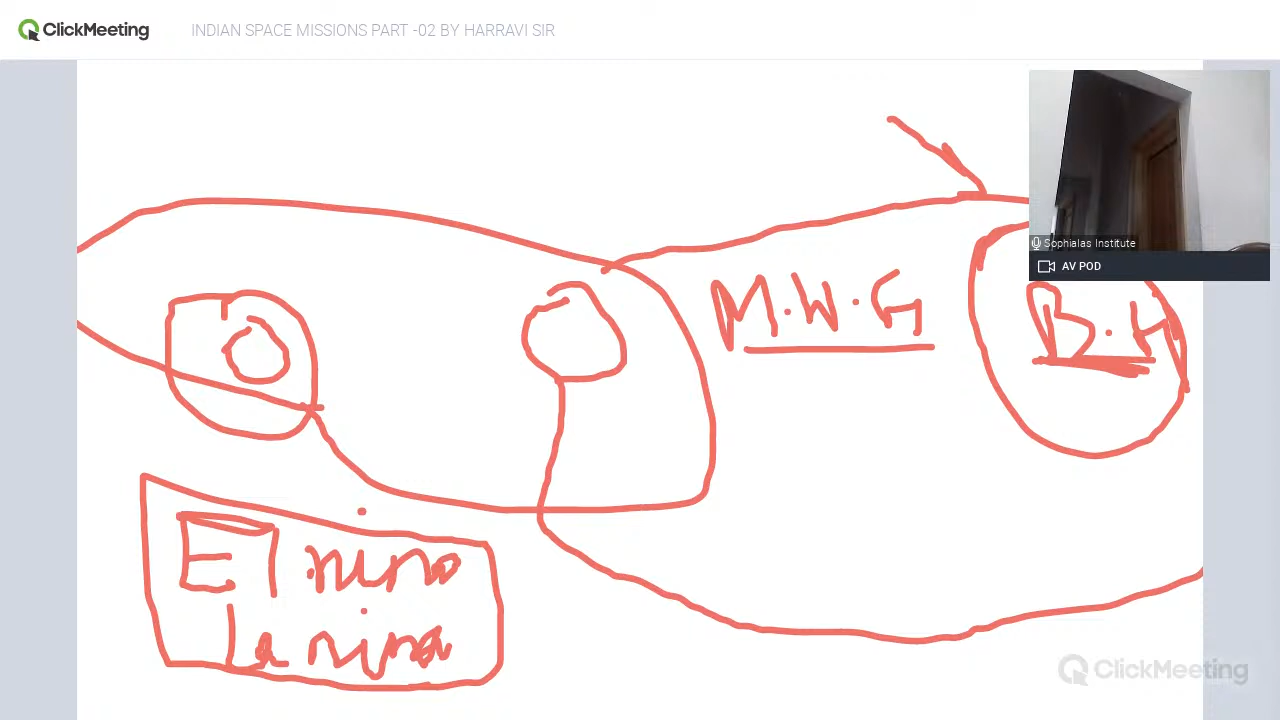 ClickMeeting
INDIAN SPACE MISSIONS PART -02 BY HARRAVI SIR
Sophialas Institute
AV POD
M.W.G
B.H
El nino
La nina
ClickMeeting